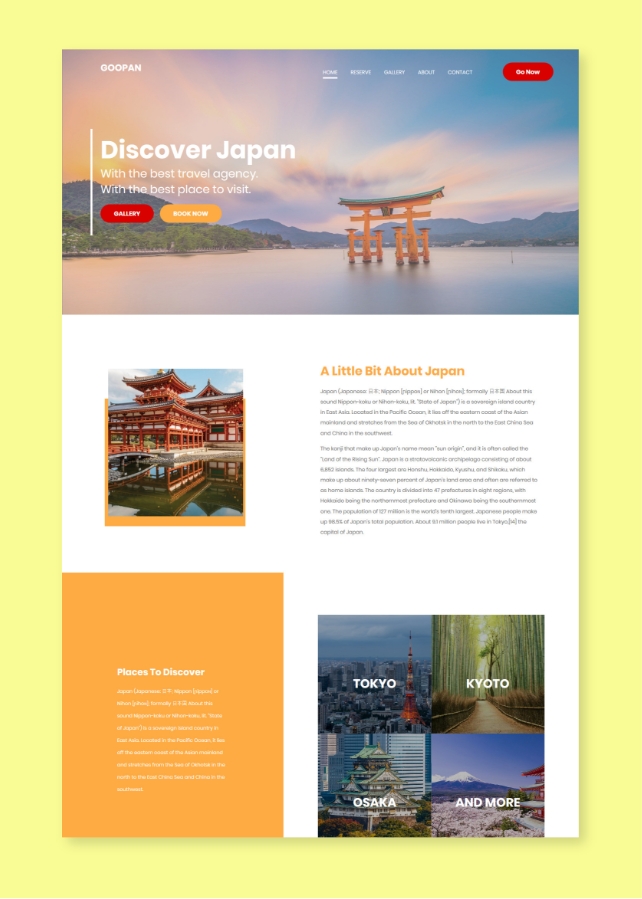 GOOPAN
HOME RESERVE GALLERY ABOUT CONTACT Go Now
Discover Japan
With the best travel agency.
With the best place to visit.
GALLERY BOOK NOW
A Little Bit About Japan
Japan (Japanese: 日本; Nippon [nippoɴ] or Nihon [nihoɴ]; formally 日本国 About this
sound Nippon-koku or Nihon-koku, lit. "State of Japan") is a sovereign island country
in East Asia. Located in the Pacific Ocean, it lies off the eastern coast of the Asian
mainland and stretches from the Sea of Okhotsk in the north to the East China Sea
and China in the southwest.
The kanji that make up Japan's name mean "sun origin", and it is often called the
"Land of the Rising Sun". Japan is a stratovolcanic archipelago consisting of about
6,852 islands. The four largest are Honshu, Hokkaido, Kyushu, and Shikoku, which
make up about ninety-seven percent of Japan's land area and often are referred to
as home islands. The country is divided into 47 prefectures in eight regions, with
Hokkaido being the northernmost prefecture and Okinawa being the southernmost
one. The population of 127 million is the world's tenth largest. Japanese people make
up 98.5% of Japan's total population. About 9.1 million people live in Tokyo,[14] the
capital of Japan.
Places To Discover
Japan (Japanese: 日本; Nippon [nippoɴ] or
Nihon [nihoɴ]; formally 日本国 About this
sound Nippon-koku or Nihon-koku, lit. "State
of Japan") is a sovereign island country in
East Asia. Located in the Pacific Ocean, it lies
off the eastern coast of the Asian mainland
and stretches from the Sea of Okhotsk in the
north to the East China Sea and China in the
southwest.
TOKYO KYOTO
OSAKA AND MORE